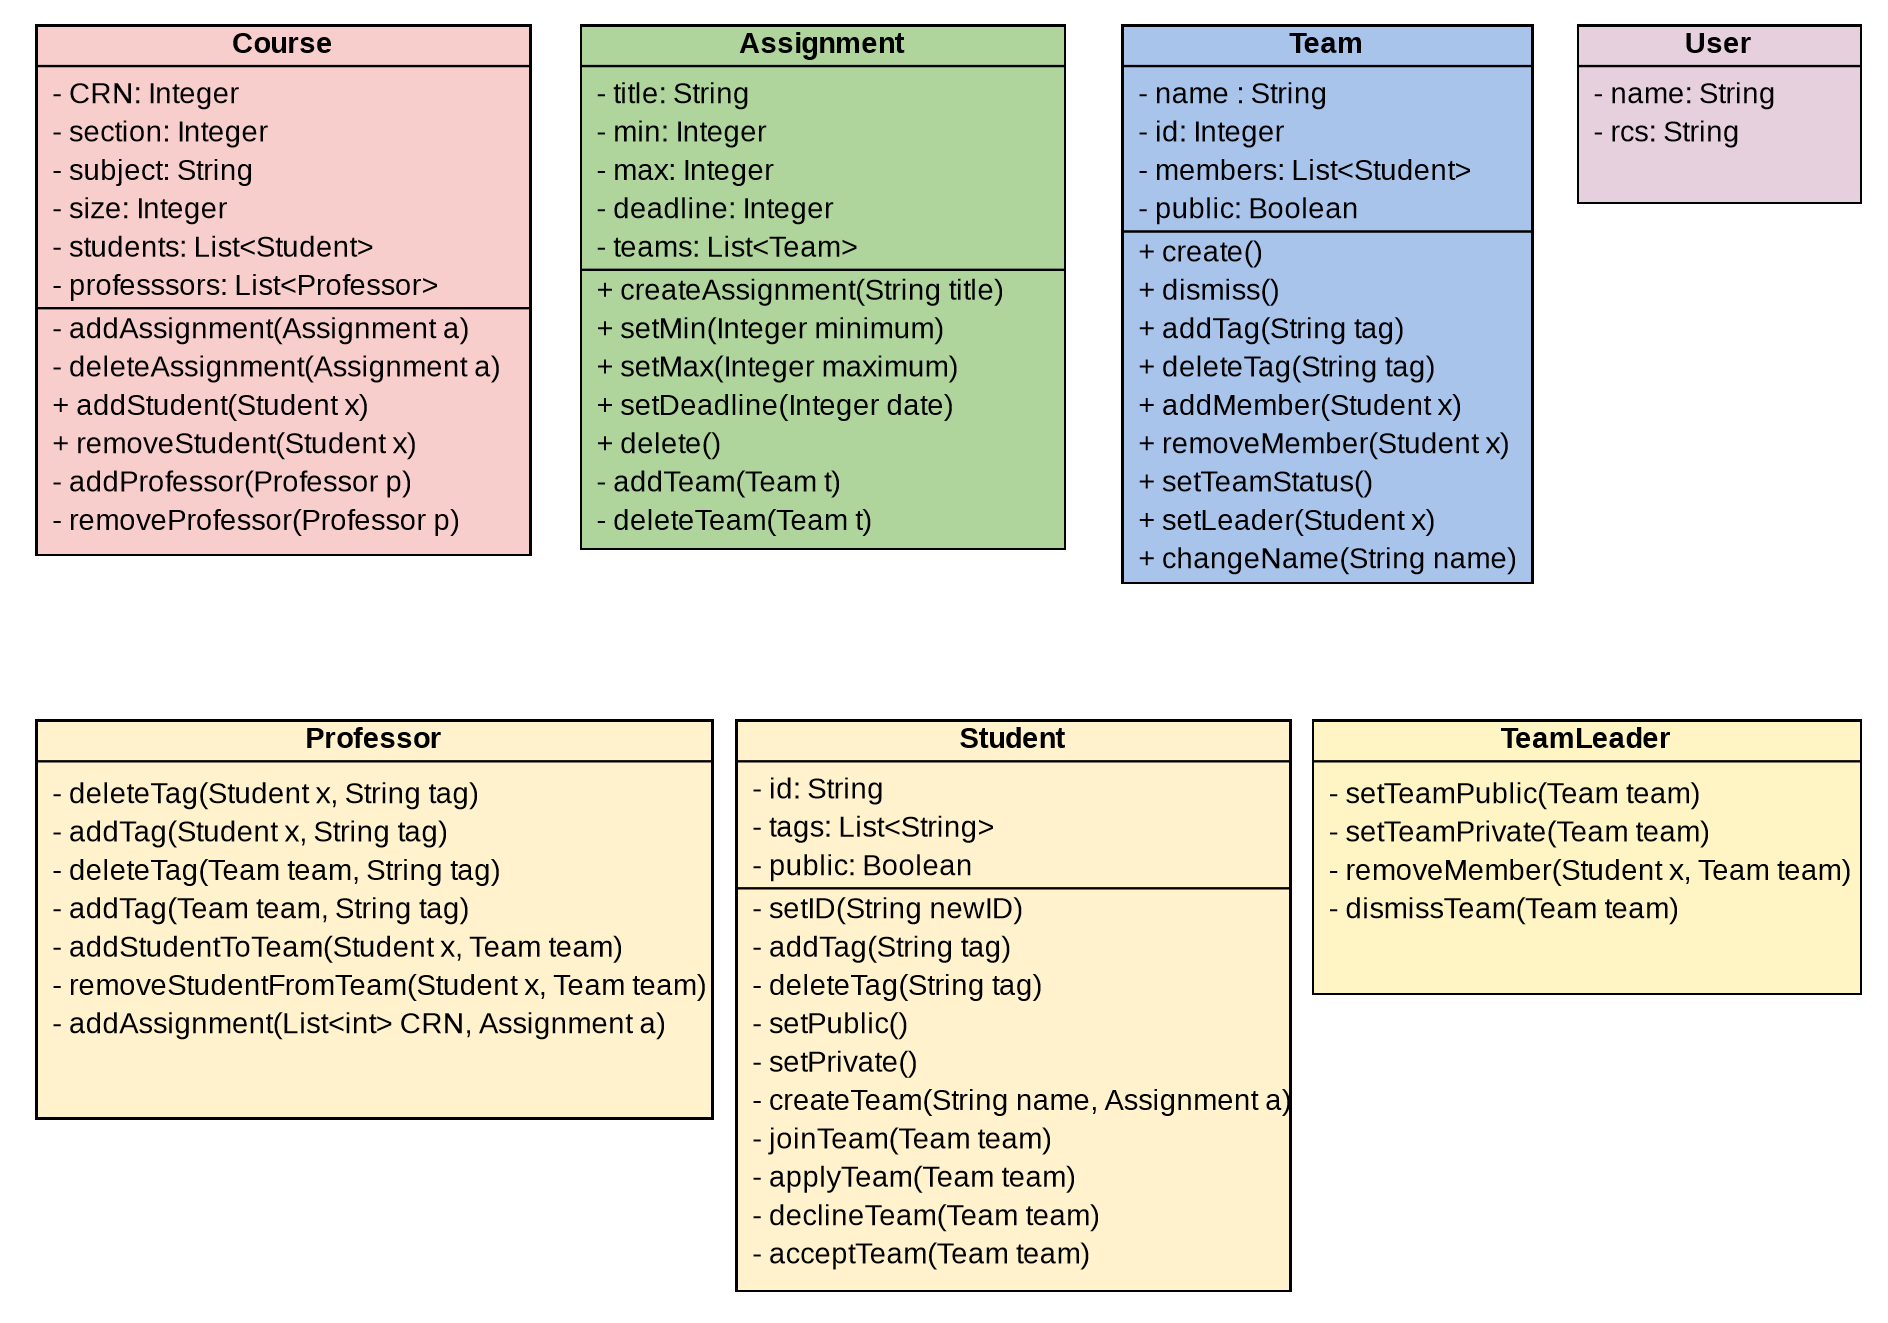 Course
- CRN: Integer
- section: Integer
- subject: String
- size: Integer
- students: List<Student>
- professsors: List<Professor>
- addAssignment(Assignment a)
- deleteAssignment(Assignment a)
+ addStudent(Student x)
+ removeStudent(Student x)
- addProfessor(Professor p)
- removeProfessor(Professor p)
Assignment
- title: String
- min: Integer
- max: Integer
- deadline: Integer
- teams: List<Team>
+ createAssignment(String title)
+ setMin(Integer minimum)
+ setMax(Integer maximum)
+ setDeadline(Integer date)
+ delete()
- addTeam(Team t)
- deleteTeam(Team t)
Team
- name : String
- id: Integer
- members: List<Student>
- public: Boolean
+ create()
+ dismiss()
+ addTag(String tag)
+ deleteTag(String tag)
+ addMember(Student x)
+ removeMember(Student x)
+ setTeamStatus()
+ setLeader(Student x)
+ changeName(String name)
User
- name: String
- rcs: String
Professor
- deleteTag(Student x, String tag)
- addTag(Student x, String tag)
- deleteTag(Team team, String tag)
- addTag(Team team, String tag)
- addStudentToTeam(Student x, Team team)
- removeStudentFromTeam(Student x, Team team)
- addAssignment(List<int> CRN, Assignment a)
Student
- id: String
- tags: List<String>
- public: Boolean
- setID(String newID)
- addTag(String tag)
- deleteTag(String tag)
- setPublic()
- setPrivate()
- createTeam(String name, Assignment a)
- joinTeam(Team team)
- applyTeam(Team team)
- declineTeam(Team team)
- acceptTeam(Team team)
TeamLeader
- setTeamPublic(Team team)
- setTeamPrivate(Team team)
- removeMember(Student x, Team team)
- dismissTeam(Team team)